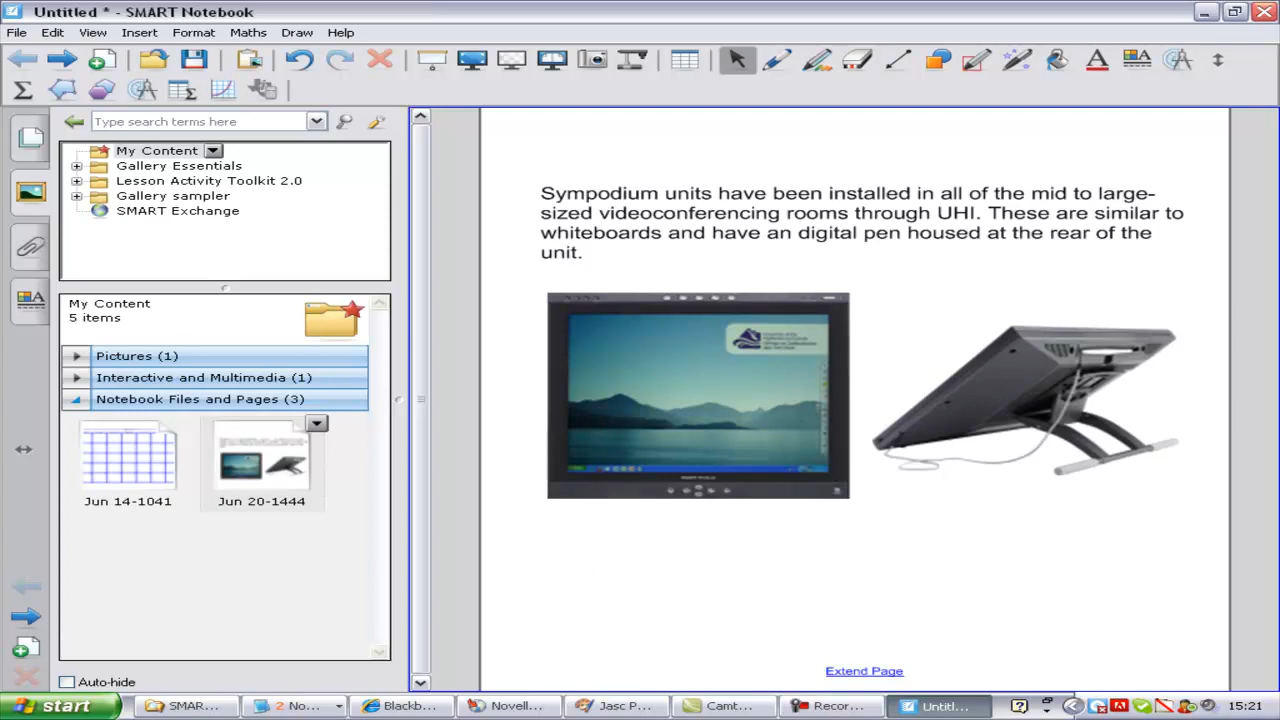 Untitled * - SMART Notebook
File Edit View Insert Format Maths Draw Help
Type search terms here
My Content
Gallery Essentials
Lesson Activity Toolkit 2.0
Gallery sampler
SMART Exchange
My Content
5 items
Pictures (1)
Interactive and Multimedia (1)
Notebook Files and Pages (3)
Jun 14-1041 Jun 20-1444
Auto-hide
Sympodium units have been installed in all of the mid to large-
sized videoconferencing rooms through UHI. These are similar to
whiteboards and have an digital pen housed at the rear of the
unit.
Extend Page
start SMAR... 2 No... Blackb... Novell... Jasc P... Camt... Recor... Untitl... 15:21